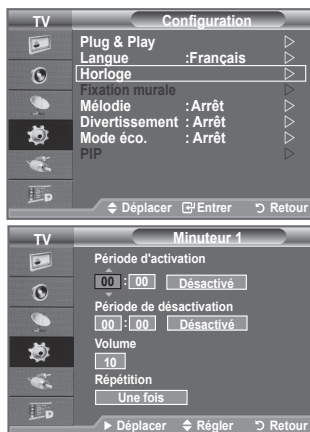 TV Configuration
Plug & Play
Langue :Français
Horloge
Fixation murale
Mélodie : Arrêt
Divertissement : Arrêt
Mode éco. : Arrêt
PIP
Déplacer Entrer Retour
TV Minuteur 1
Période d'activation
00 : 00 Désactivé
Période de désactivation
00 : 00 Désactivé
Volume
10
Répétition
Une fois
Déplacer Régler Retour